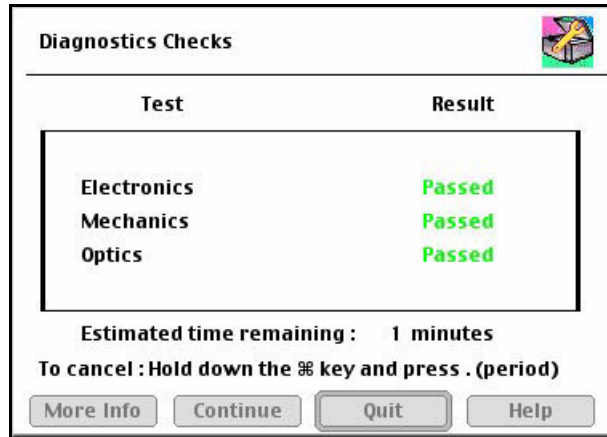 Diagnostics Checks
Test Result
Electronics Passed
Mechanics Passed
Optics Passed
Estimated time remaining : 1 minutes
To cancel : Hold down the ⌘ key and press . (period)
More Info Continue Quit Help